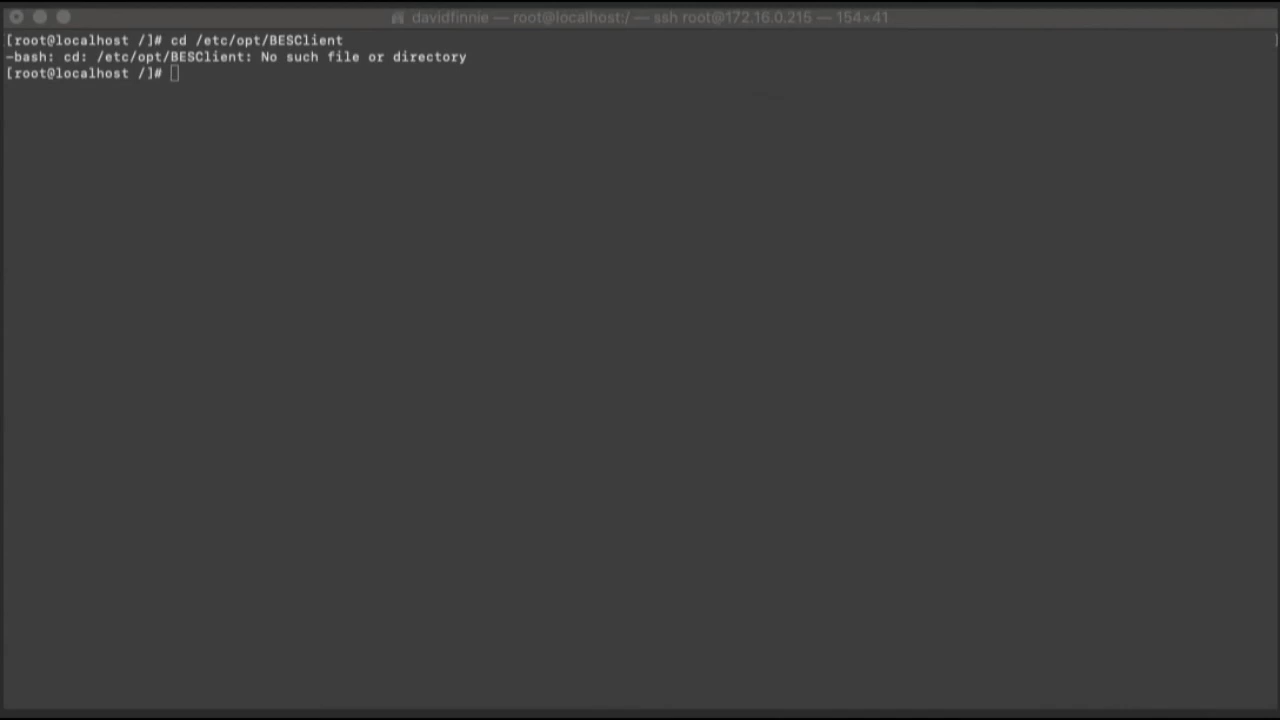 davidfinnie — root@localhost:/ — ssh root@172.16.0.215 — 154×41
[root@localhost /]# cd /etc/opt/BESClient
-bash: cd: /etc/opt/BESClient: No such file or directory
[root@localhost /]#